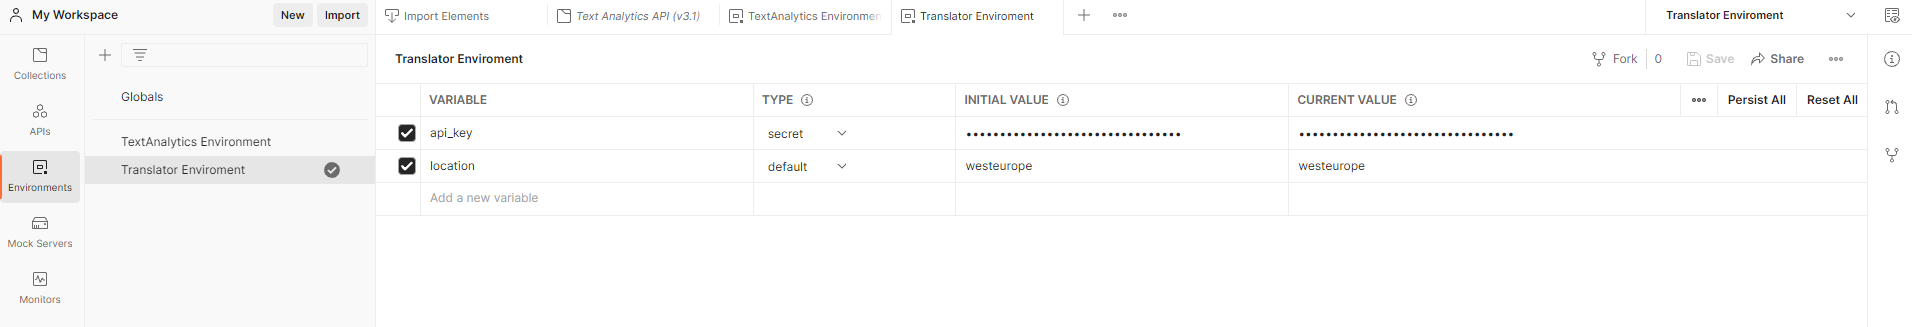 My Workspace
New
Import
Import Elements
Text Analytics API (v3.1)
TextAnalytics Environmen
Translator Enviroment
Translator Enviroment
Collections
APIs
Environments
Mock Servers
Monitors
Globals
TextAnalytics Environment
Translator Enviroment
Translator Enviroment
Fork
0
Save
Share
VARIABLE
TYPE
INITIAL VALUE
CURRENT VALUE
Persist All
Reset All
api_key
secret
••••••••••••••••••••••••••••••••
••••••••••••••••••••••••••••••••
location
default
westeurope
westeurope
Add a new variable